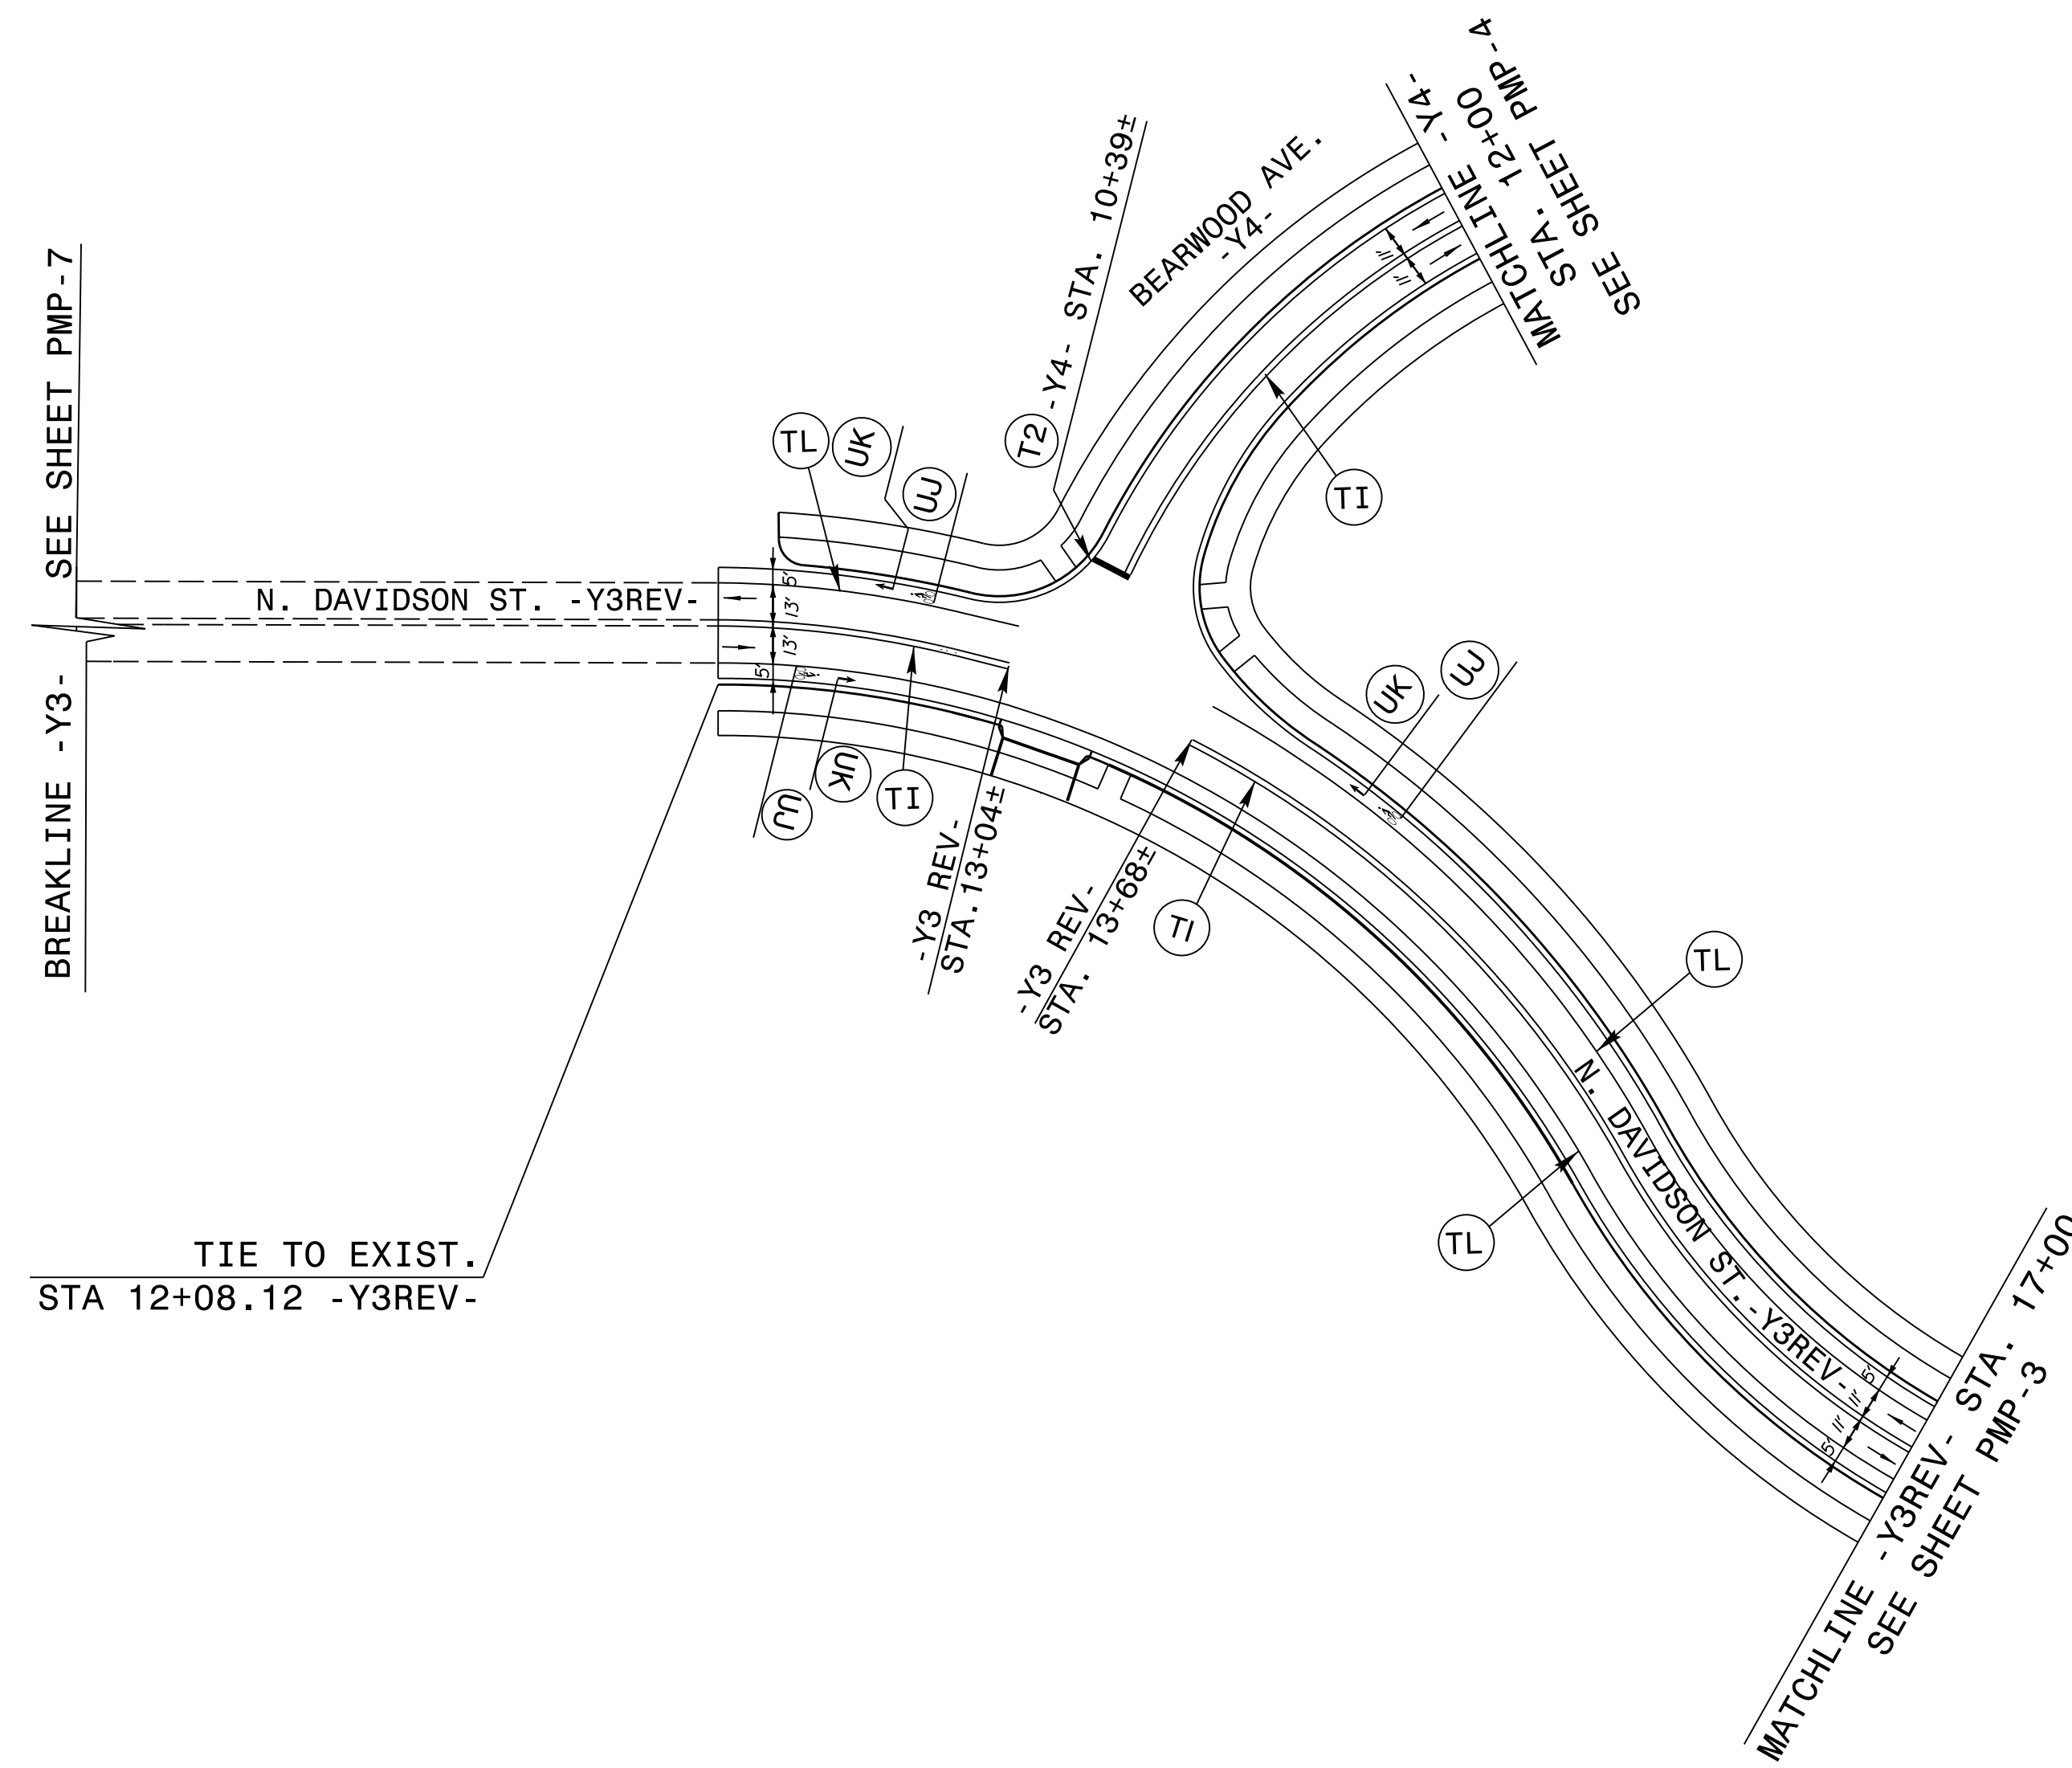 SEE SHEET PMP-7
BREAKLINE -Y3-
N. DAVIDSON ST. -Y3REV-
TL
UK
UJ
T2
-Y4- STA. 10+39±
BEARWOOD AVE.
-Y4-
MATCHLINE -Y4-
STA. 12+00
SEE SHEET PMP-4
11'
11'
TI
5'
13'
13'
5'
UJ
UK
TI
-Y3 REV-
STA.13+04±
-Y3 REV-
STA. 13+68±
TI
UK
UJ
TL
TL
N. DAVIDSON ST.-Y3REV-
5'
11'
11'
5'
TIE TO EXIST.
STA 12+08.12 -Y3REV-
MATCHLINE -Y3REV- STA. 17+00
SEE SHEET PMP-3